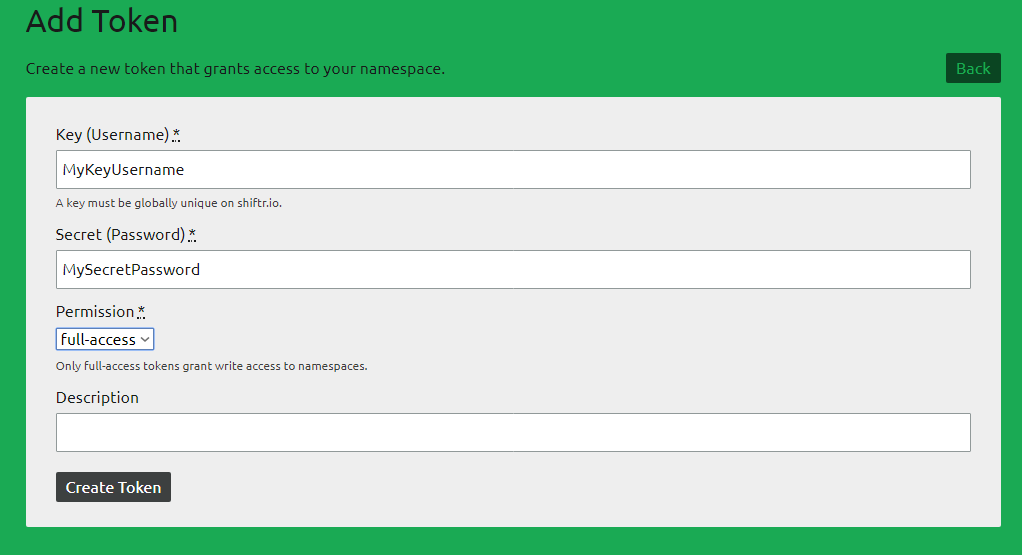 Add Token
Create a new token that grants access to your namespace.
Back
Key (Username) *
MyKeyUsername
A key must be globally unique on shiftr.io.
Secret (Password) *
MySecretPassword
Permission *
full-access
Only full-access tokens grant write access to namespaces.
Description
Create Token